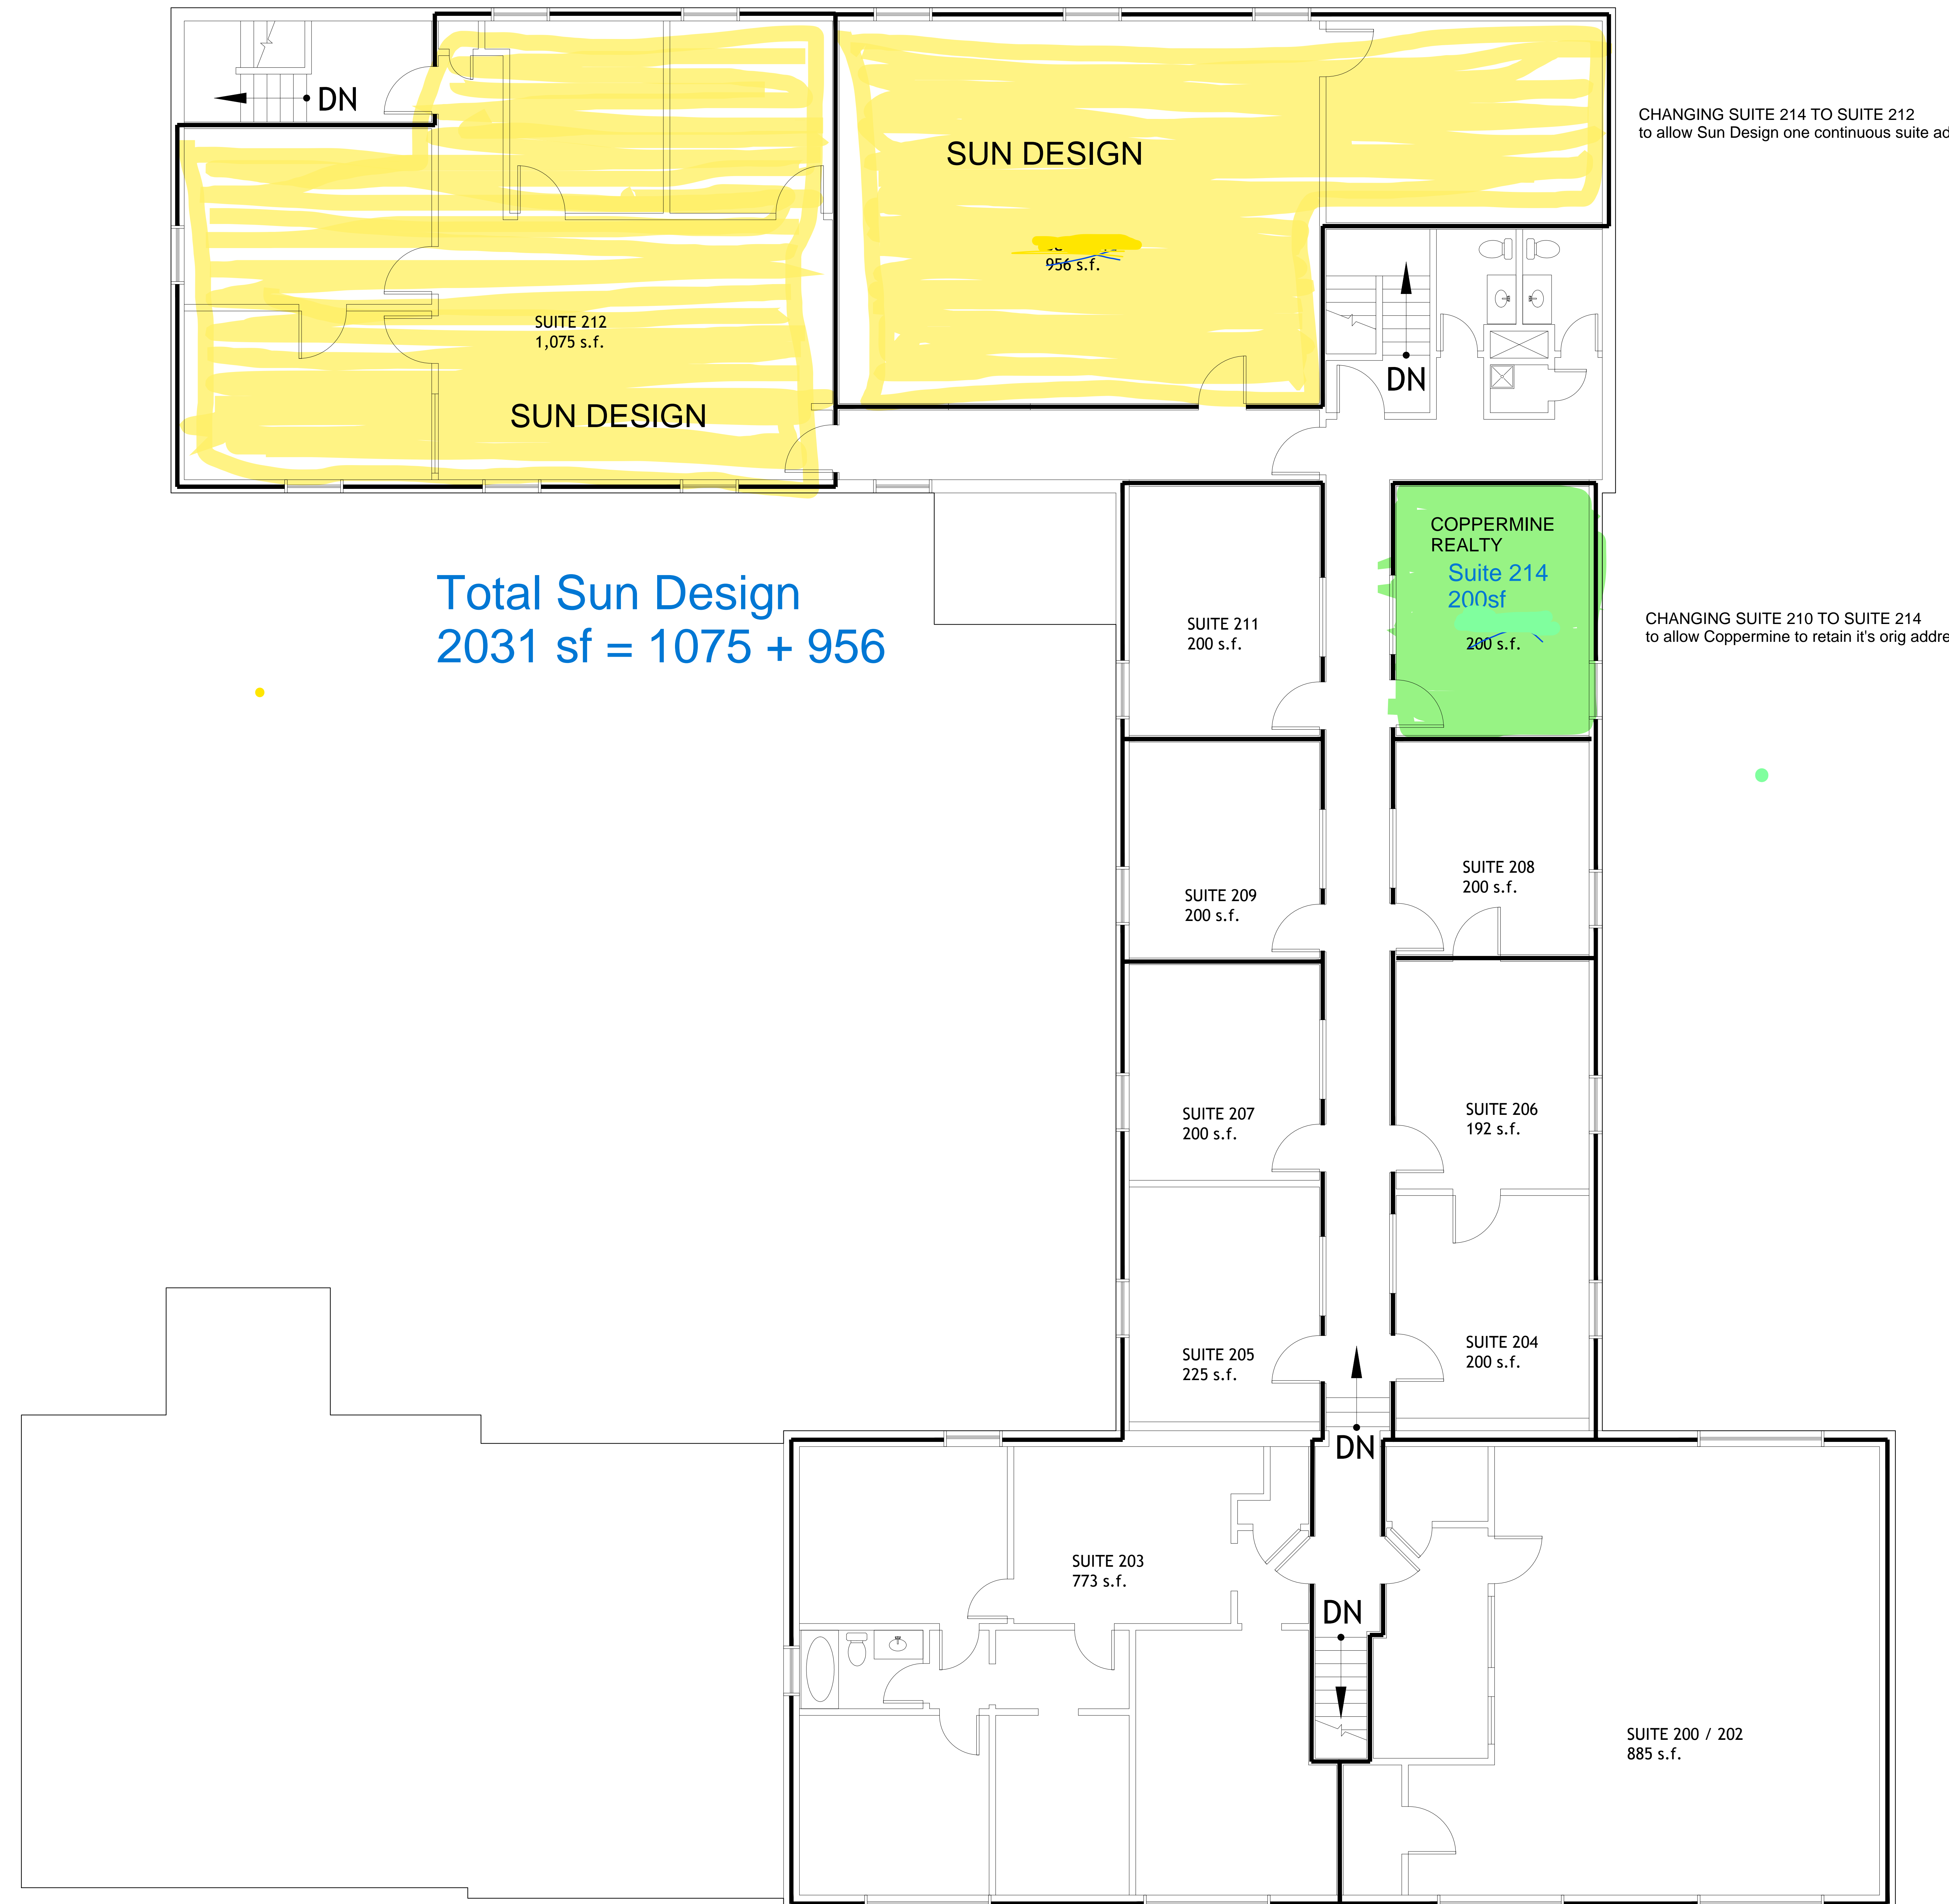 DN
SUN DESIGN
956 s.f.
CHANGING SUITE 214 TO SUITE 212
to allow Sun Design one continuous suite
SUITE 212
1,075 s.f.
SUN DESIGN
DN
Total Sun Design
2031 sf = 1075 + 956
COPPERMINE
REALTY
Suite 214
200sf
200 s.f.
CHANGING SUITE 210 TO SUITE 214
to allow Coppermine to retain it's orig
SUITE 211
200 s.f.
SUITE 209
200 s.f.
SUITE 208
200 s.f.
SUITE 207
200 s.f.
SUITE 206
192 s.f.
SUITE 205
225 s.f.
SUITE 204
200 s.f.
DN
SUITE 203
773 s.f.
DN
SUITE 200 / 202
885 s.f.